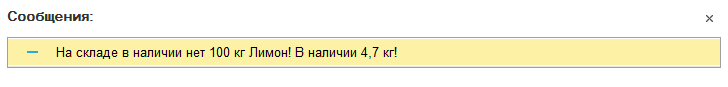 Сообщения:
На складе в наличии нет 100 кг Лимон! В наличии 4,7 кг!